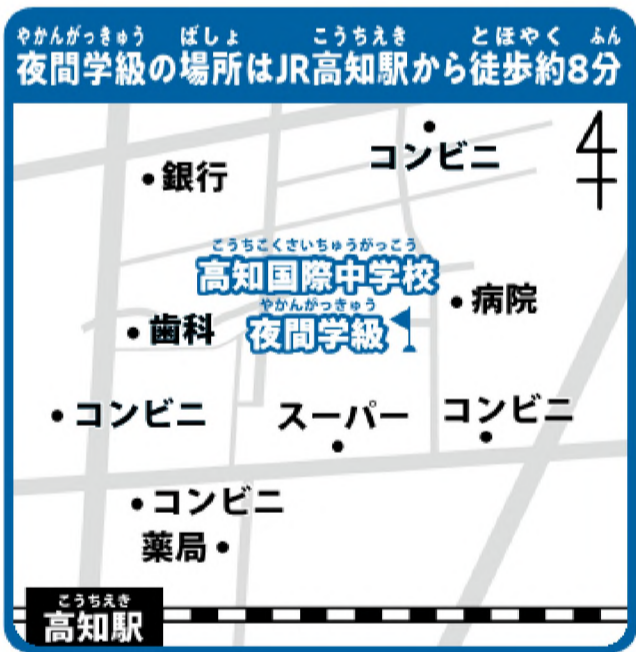 やかんがっきゅう ばしょ こうちえき とほやく ふん
夜間学級の場所はJR高知駅から徒歩約8分
コンビニ
銀行
こうちこくさいちゅうがっこう
高知国際中学校
病院
やかんがっきゅう
夜間学級
歯科
コンビニ
スーパー
コンビニ
コンビニ
薬局
こうちえき
高知駅